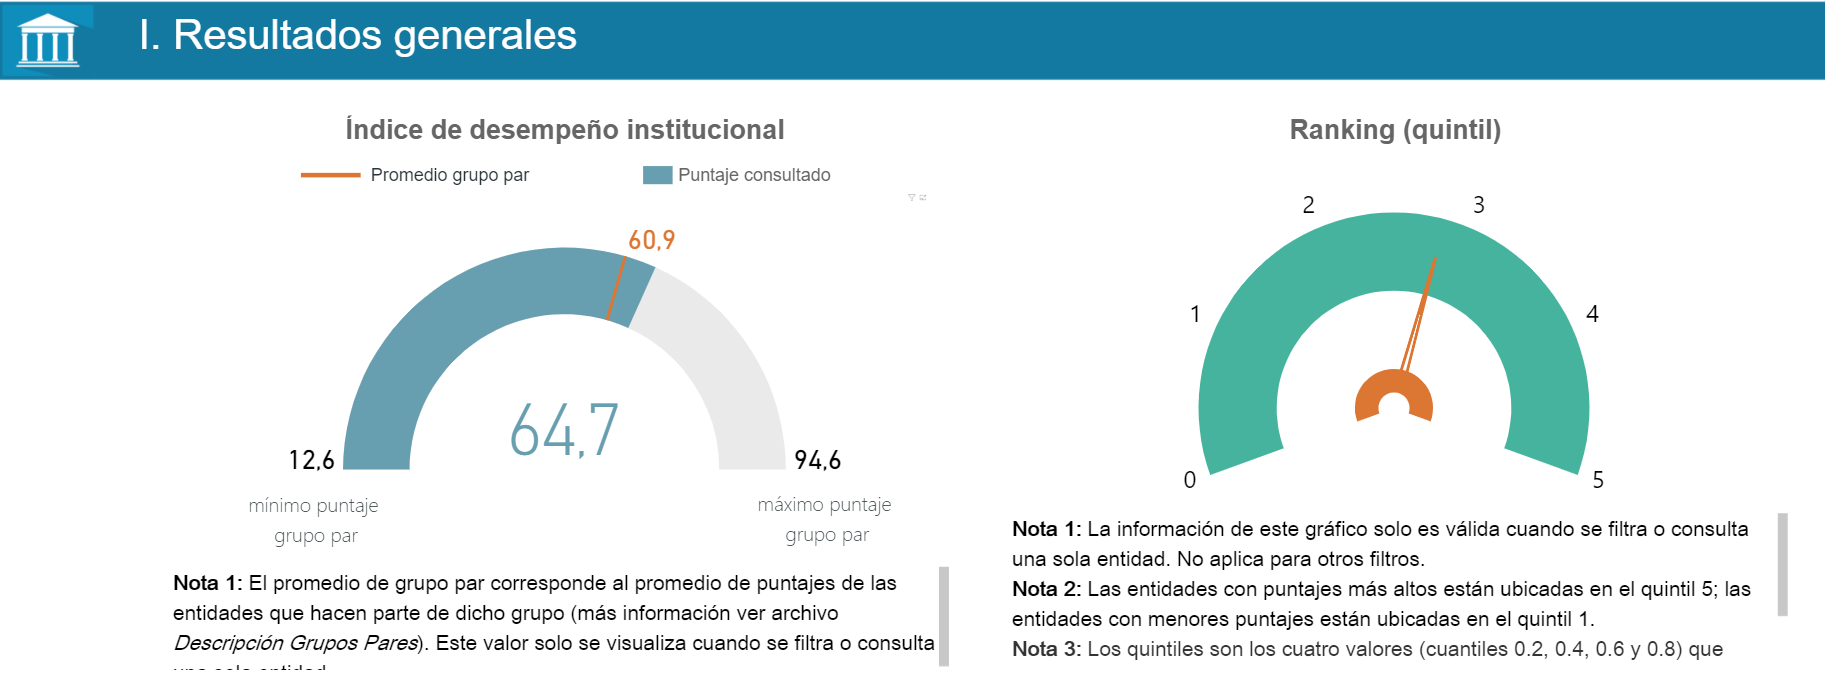 I. Resultados generales
Índice de desempeño institucional
Promedio grupo par
Puntaje consultado
60,9
64,7
12,6
94,6
mínimo puntaje
grupo par
máximo puntaje
grupo par
Nota 1: El promedio de grupo par corresponde al promedio de puntajes de las
entidades que hacen parte de dicho grupo (más información ver archivo
Descripción Grupos Pares). Este valor solo se visualiza cuando se filtra o consulta
una sola entidad.
Ranking (quintil)
0
1
2
3
4
5
Nota 1: La información de este gráfico solo es válida cuando se filtra o consulta
una sola entidad. No aplica para otros filtros.
Nota 2: Las entidades con puntajes más altos están ubicadas en el quintil 5; las
entidades con menores puntajes están ubicadas en el quintil 1.
Nota 3: Los quintiles son los cuatro valores (cuantiles 0.2, 0.4, 0.6 y 0.8) que